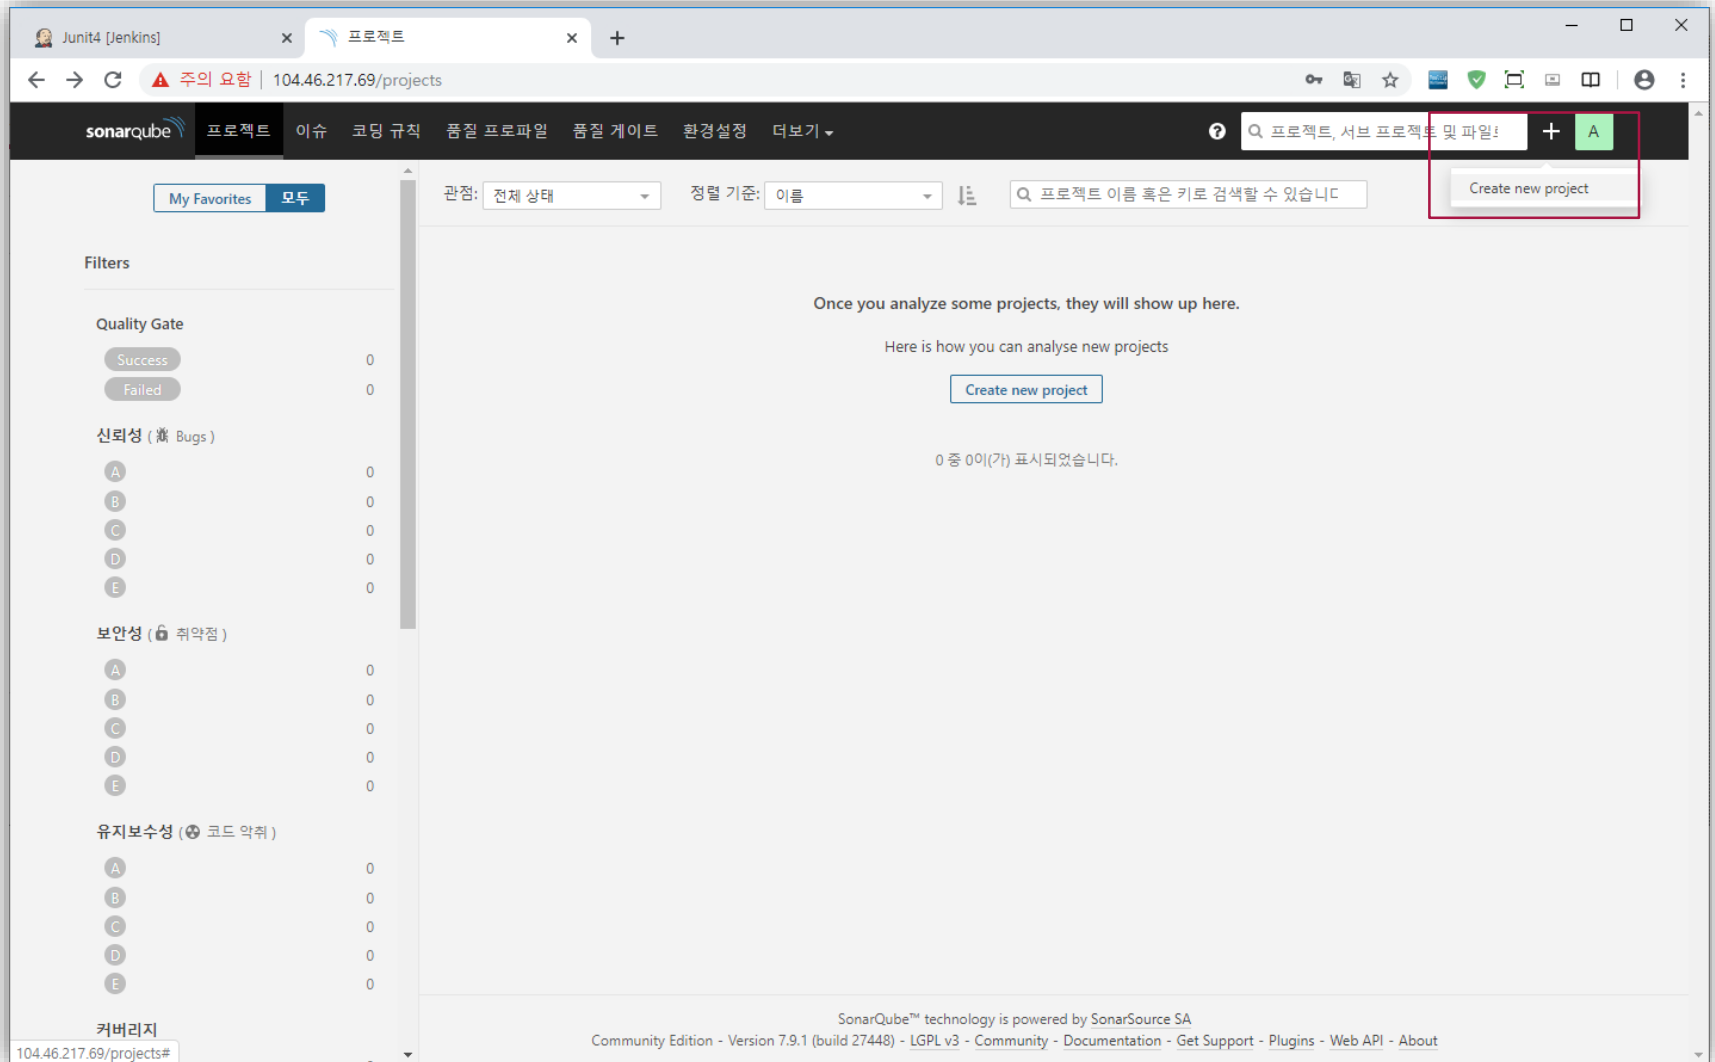 Junit4 [Jenkins]
프로젝트
주의 요함
104.46.217.69/projects
sonarqube
프로젝트
이슈
코딩 규칙
품질 프로파일
품질 게이트
환경설정
더보기
프로젝트, 서브 프로젝트 및 파일
A
Create new project
My Favorites
모두
관점:
전체 상태
정렬 기준:
이름
프로젝트 이름 혹은 키로 검색할 수 있습니다
Filters
Once you analyze some projects, they will show up here.
Here is how you can analyse new projects
Create new project
0 중 0이(가) 표시되었습니다.
Quality Gate
Success 0
Failed 0
신뢰성 ( Bugs )
A 0
B 0
C 0
D 0
E 0
보안성 ( 취약점 )
A 0
B 0
C 0
D 0
E 0
유지보수성 ( 코드 악취 )
A 0
B 0
C 0
D 0
E 0
커버리지
104.46.217.69/projects#
SonarQube™ technology is powered by SonarSource SA
Community Edition - Version 7.9.1 (build 27448) - LGPL v3 - Community - Documentation - Get Support - Plugins - Web API - About